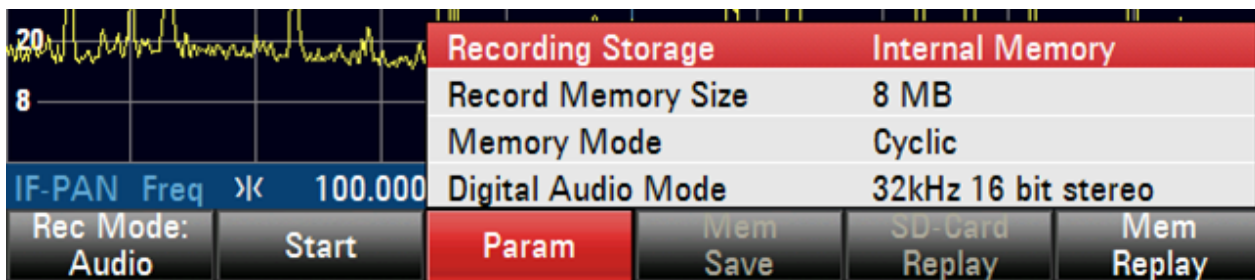 20
8
Recording Storage Internal Memory
Record Memory Size 8 MB
Memory Mode Cyclic
Digital Audio Mode 32kHz 16 bit stereo
IF-PAN Freq 100.000
Rec Mode: Audio
Start
Param
Mem Save
SD-Card Replay
Mem Replay